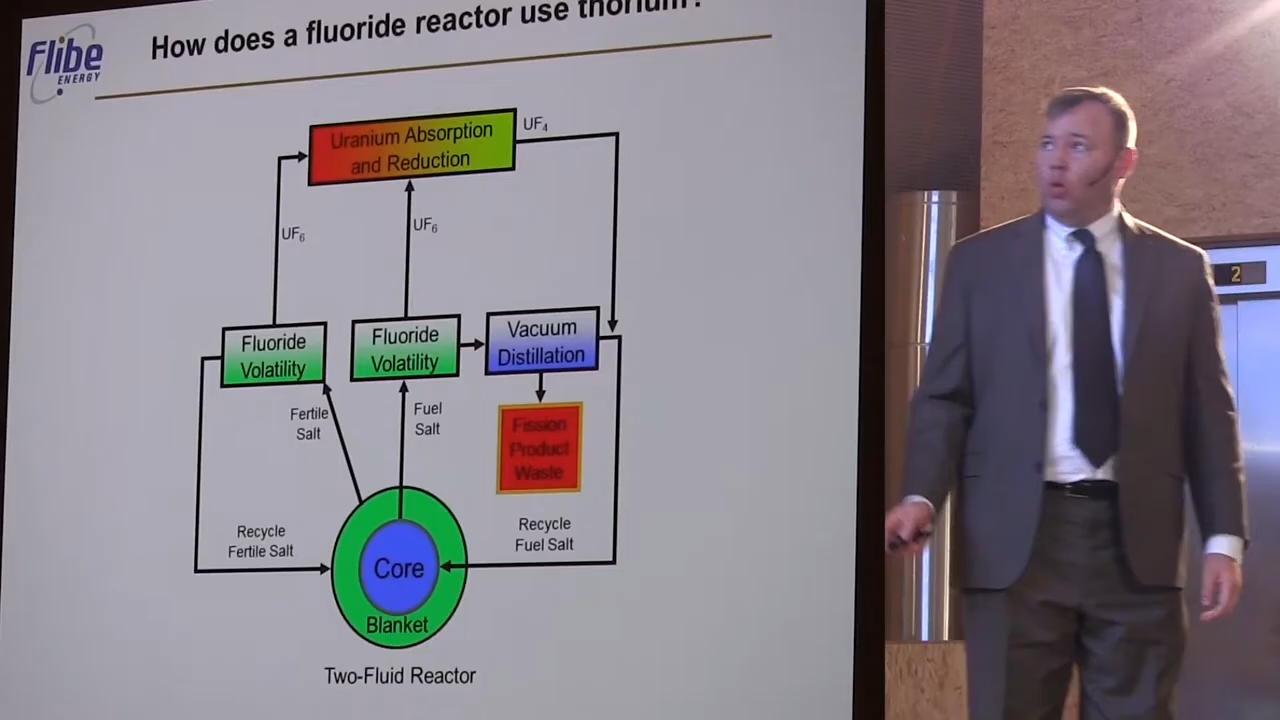 Flibe
ENERGY
How does a fluoride reactor use thorium?
Uranium Absorption
and Reduction
UF₄
UF₆
UF₆
Fluoride
Volatility
Fluoride
Volatility
Vacuum
Distillation
Fertile
Salt
Fuel
Salt
Fission
Product
Waste
Recycle
Fertile Salt
Recycle
Fuel Salt
Core
Blanket
Two-Fluid Reactor
2